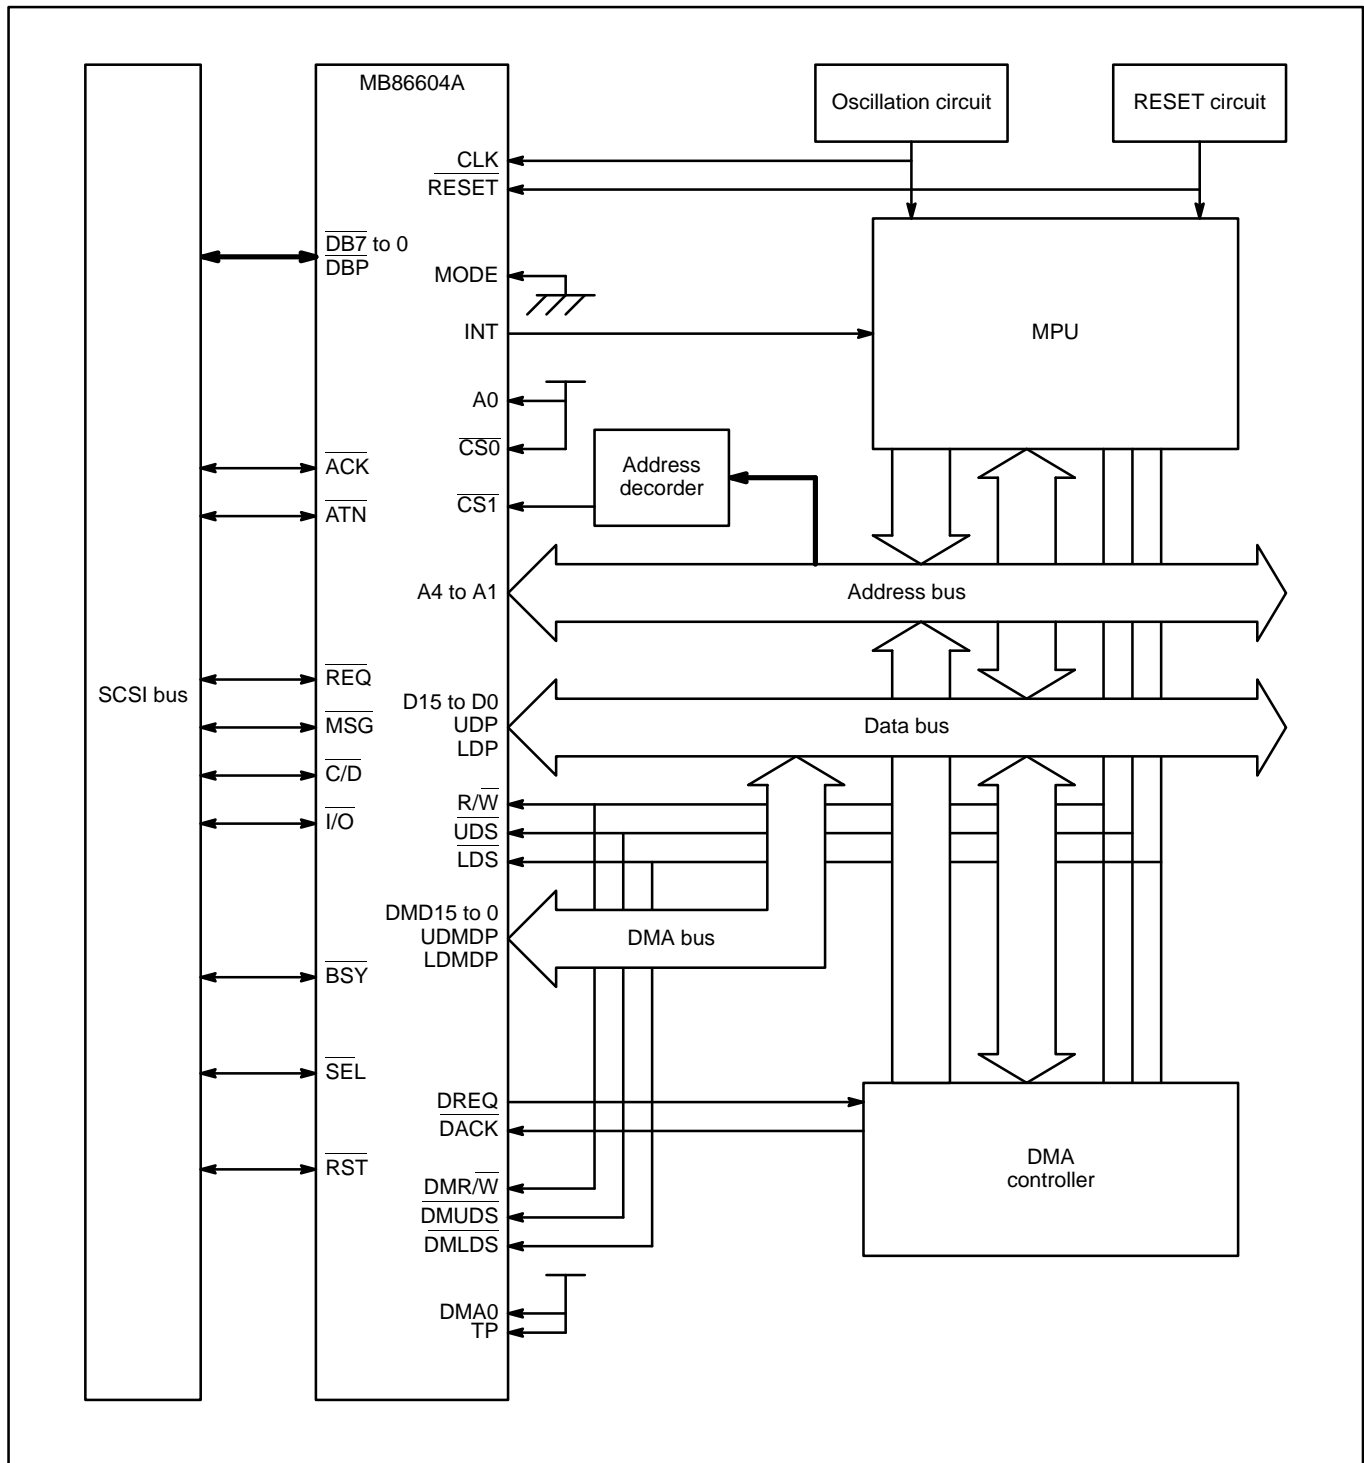 MB86604A
Oscillation circuit
RESET circuit
CLK
RESET
DB7 to 0
DBP
MODE
INT
MPU
A0
CS0
ACK
Address
decorder
CS1
ATN
A4 to A1
Address bus
SCSI bus
REQ
MSG
C/D
I/O
D15 to D0
UDP
LDP
Data bus
R/W
UDS
LDS
DMD15 to 0
UDMDP
LDMDP
DMA bus
BSY
SEL
RST
DREQ
DACK
DMA
controller
DMR/W
DMUDS
DMLDS
DMA0
TP